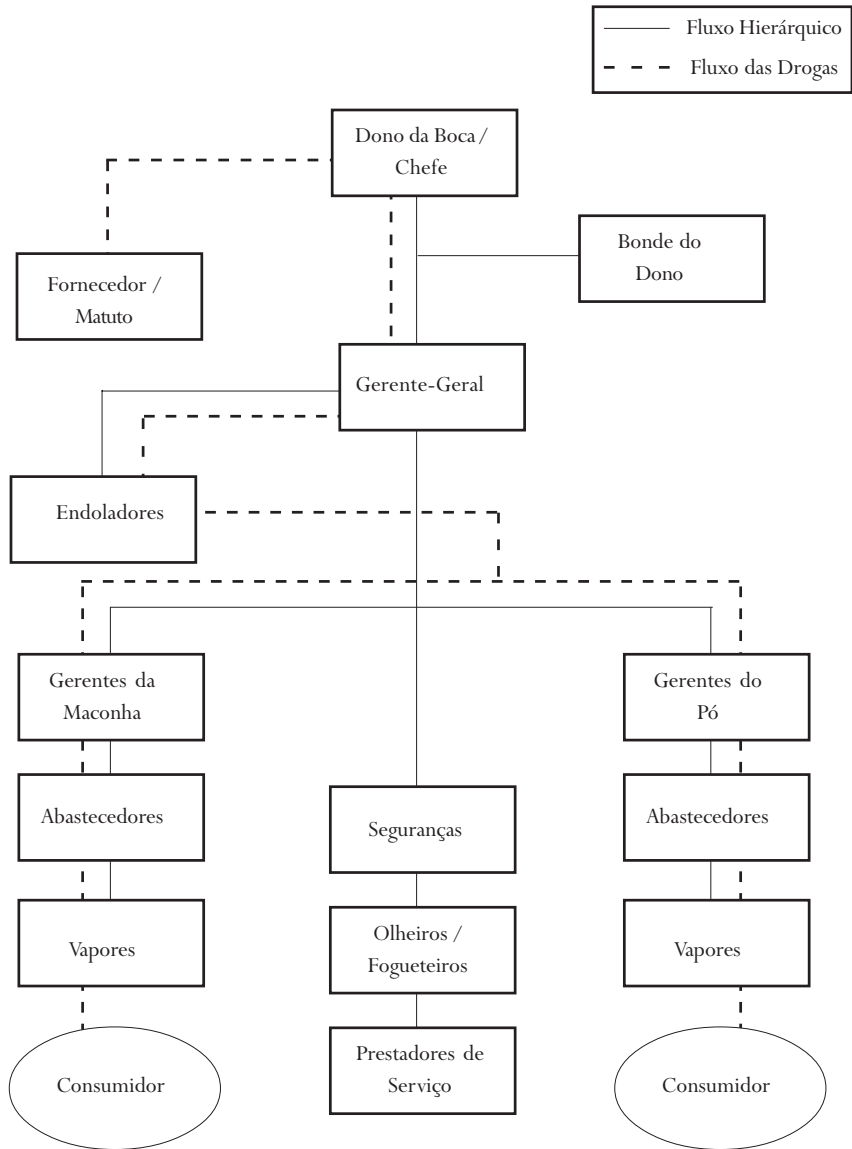 Fluxo Hierárquico
Fluxo das Drogas
Dono da Boca /
Chefe
Bonde do
Dono
Fornecedor /
Matuto
Gerente-Geral
Endoladores
Gerentes da
Maconha
Gerentes do
Pó
Abastecedores
Seguranças
Abastecedores
Vapores
Olheiros /
Fogueteiros
Vapores
Consumidor
Prestadores de
Serviço
Consumidor